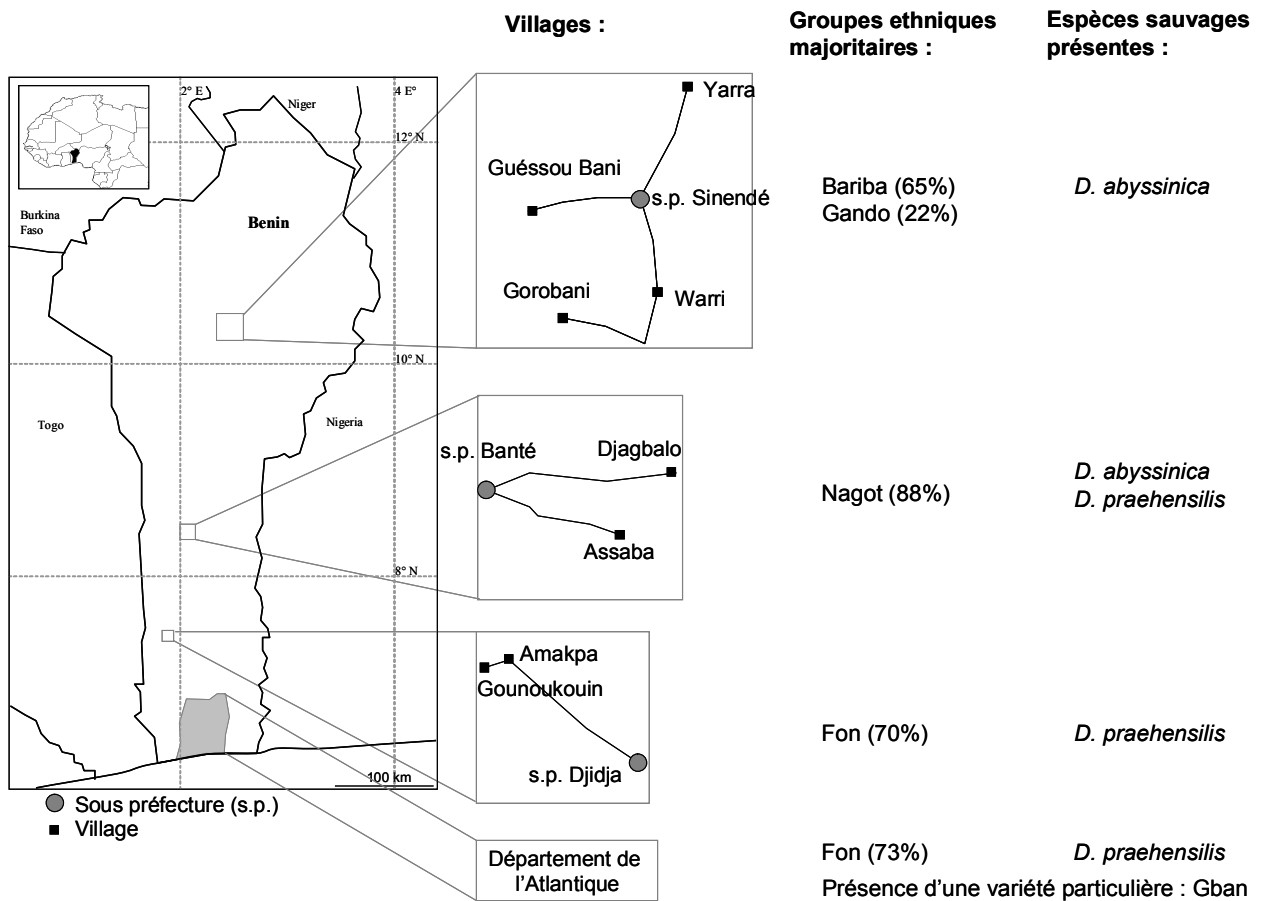 Villages :
Groupes ethniques
majoritaires :
Espèces sauvages
présentes :
2° E
4 E°
Niger
12° N
Burkina
Faso
Benin
10° N
Togo
Nigeria
8° N
100 km
Sous préfecture (s.p.)
Village
Yarra
Guéssou Bani
s.p. Sinendé
Gorobani
Warri
Bariba (65%)
Gando (22%)
D. abyssinica
s.p. Banté
Djagbalo
Assaba
Nagot (88%)
D. abyssinica
D. praehensilis
Amakpa
Gounoukouin
s.p. Djidja
Fon (70%)
D. praehensilis
Département de
l’Atlantique
Fon (73%)
D. praehensilis
Présence d’une variété particulière : Gban